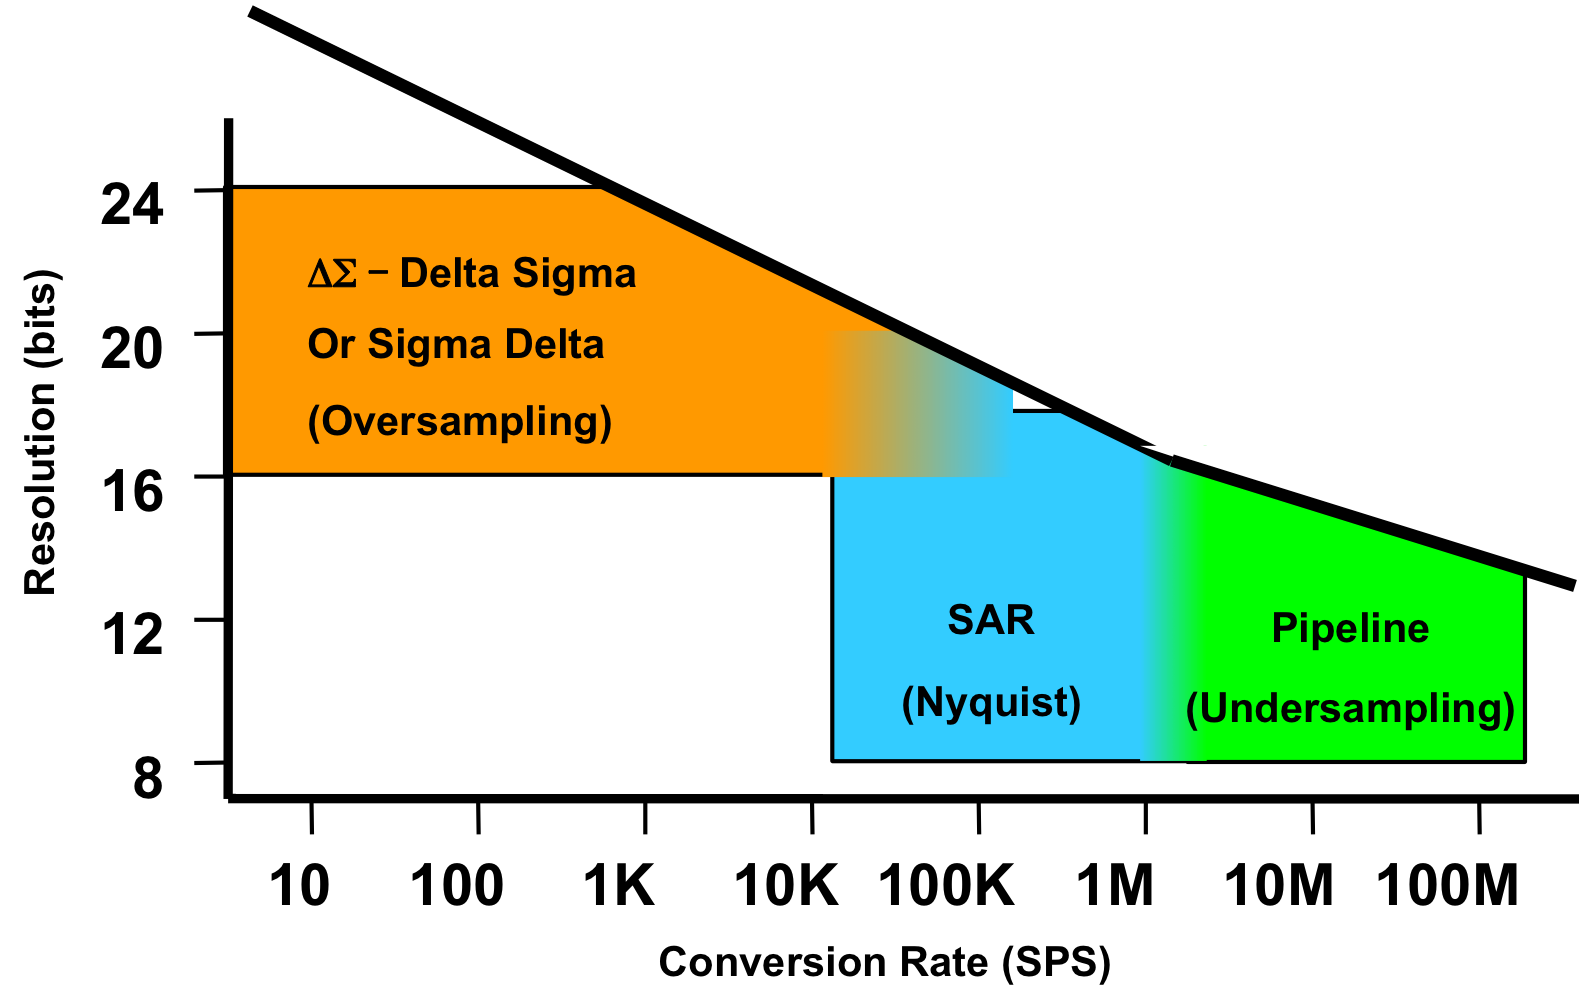 24
20
16
12
8
Resolution (bits)
ΔΣ – Delta Sigma
Or Sigma Delta
(Oversampling)
SAR
(Nyquist)
Pipeline
(Undersampling)
10 100 1K 10K 100K 1M 10M 100M
Conversion Rate (SPS)